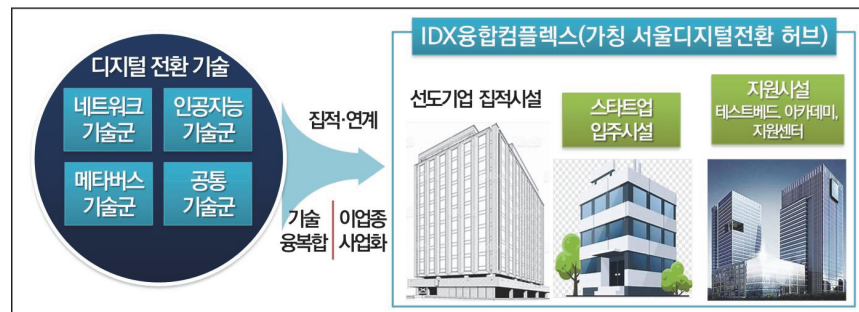 디지털 전환 기술
네트워크
기술군
인공지능
기술군
메타버스
기술군
공통
기술군
집적·연계
기술
융복합
이업종
사업화
IDX융합컴플렉스(가칭 서울디지털전환 허브)
선도기업 집적시설
스타트업
입주시설
지원시설
테스트베드, 아카데미,
지원센터